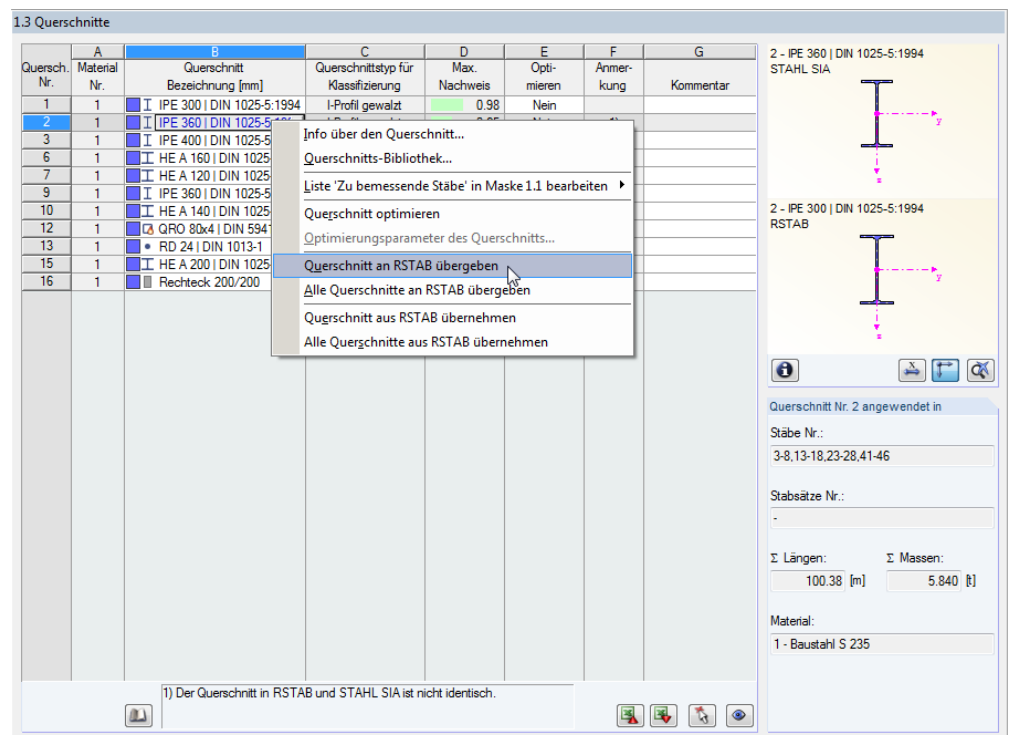 1.3 Querschnitte
A B C D E F G
Quersch. Nr. Material Nr. Querschnitt Bezeichnung [mm] Querschnittstyp für Klassifizierung Max. Nachweis Opti-mieren Anmer-kung Kommentar
1 1 IPE 300 | DIN 1025-5:1994 I-Profil gewalzt 0.98 Nein
2 1 IPE 360 | DIN 1025-5
3 1 IPE 400 | DIN 1025-5
6 1 HE A 160 | DIN 1025
7 1 HE A 120 | DIN 1025
9 1 IPE 360 | DIN 1025-5
10 1 HE A 140 | DIN 1025
12 1 QRO 80x4 | DIN 594
13 1 RD 24 | DIN 1013-1
15 1 HE A 200 | DIN 1025
16 1 Rechteck 200/200
Info über den Querschnitt...
Querschnitts-Bibliothek...
Liste 'Zu bemessende Stäbe' in Maske 1.1 bearbeiten
Querschnitt optimieren
Optimierungsparameter des Querschnitts...
Querschnitt an RSTAB übergeben
Alle Querschnitte an RSTAB übergeben
Querschnitt aus RSTAB übernehmen
Alle Querschnitte aus RSTAB übernehmen
1) Der Querschnitt in RSTAB und STAHL SIA ist nicht identisch.
2 - IPE 360 | DIN 1025-5:1994
STAHL SIA
y
z
2 - IPE 300 | DIN 1025-5:1994
RSTAB
y
z
Querschnitt Nr. 2 angewendet in
Stäbe Nr.:
3-8,13-18,23-28,41-46
Stabsätze Nr.:
-
Σ Längen: Σ Massen:
100.38 [m] 5.840 [t]
Material:
1 - Baustahl S 235